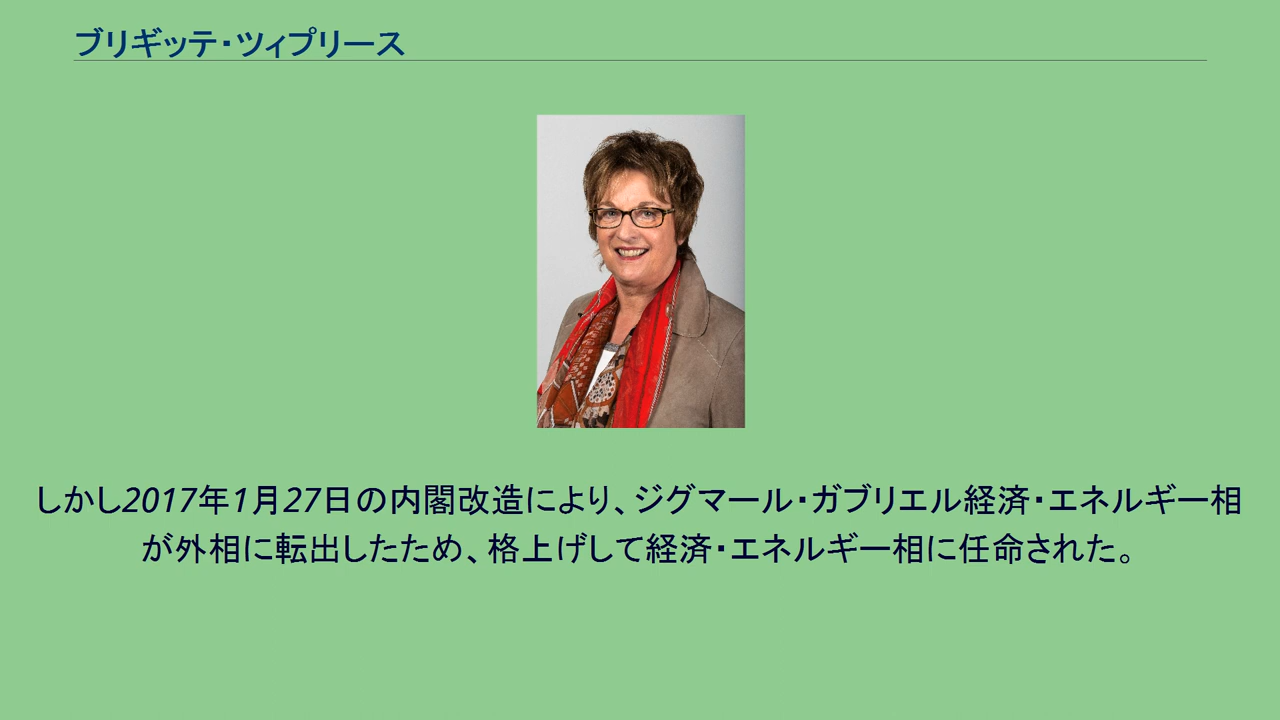 ブリギッテ・ツィプリース
しかし2017年1月27日の内閣改造により、ジグマール・ガブリエル経済・エネルギー相
が外相に転出したため、格上げして経済・エネルギー相に任命された。